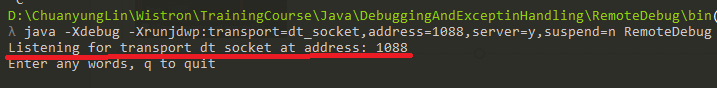 D:\ChuanyungLin\Wistron\TrainingCourse\Java\DebuggingAndExceptinHandling\RemoteDebug\bin(
λ java -Xdebug -Xrunjdwp:transport=dt_socket,address=1088,server=y,suspend=n RemoteDebug
Listening for transport dt_socket at address: 1088
Enter any words, q to quit